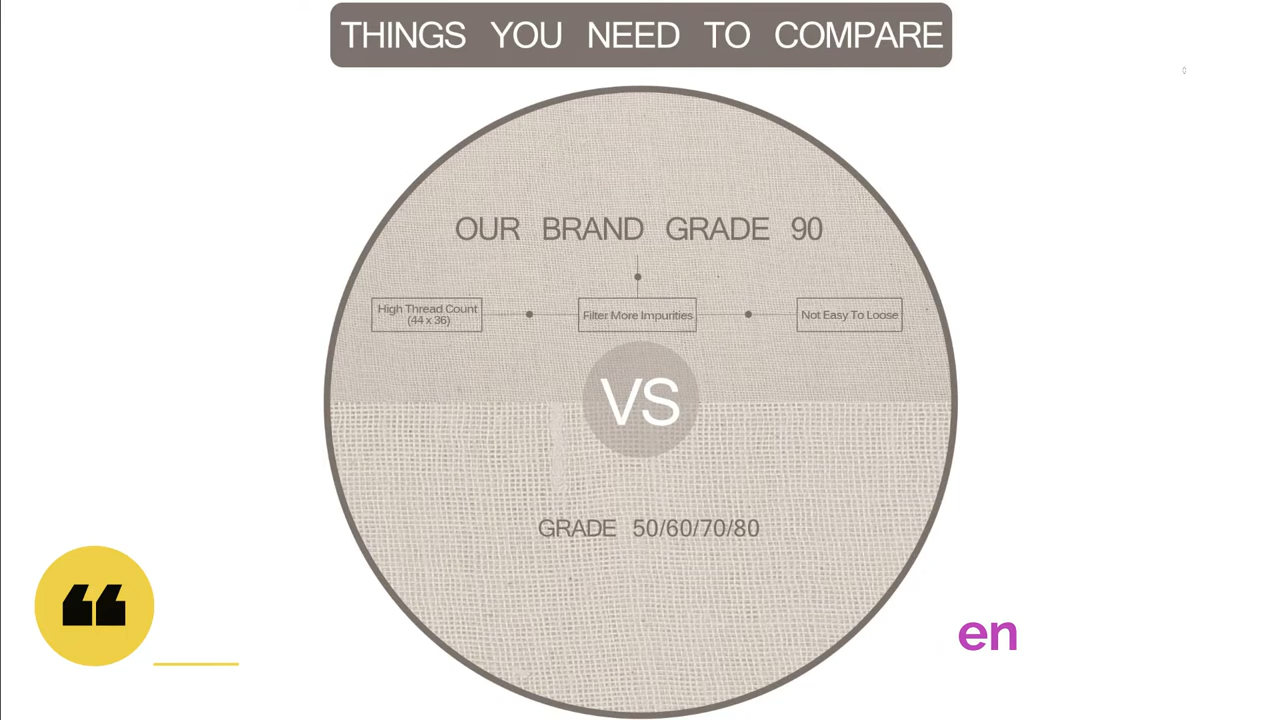 THINGS YOU NEED TO COMPARE
OUR BRAND GRADE 90
High Thread Count
(44 x 36)
Filter More Impurities
Not Easy To Loose
VS
GRADE 50/60/70/80
❝
en